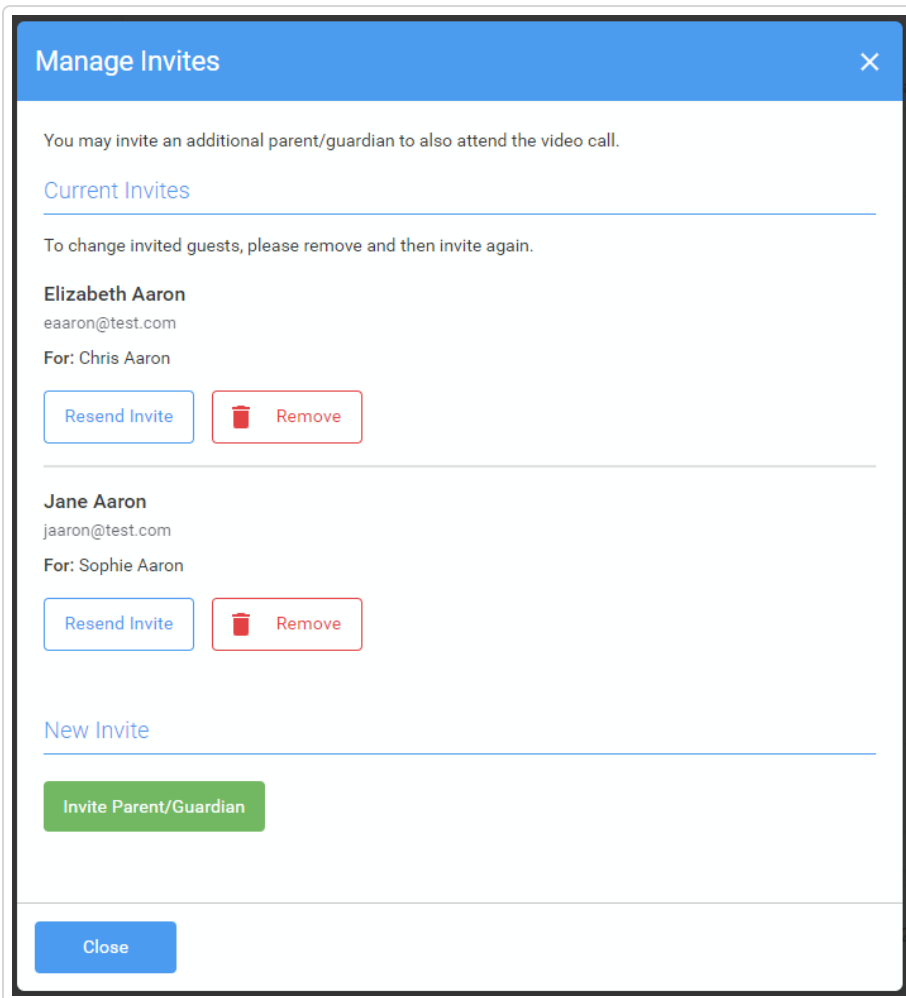 Manage Invites
You may invite an additional parent/guardian to also attend the video call.
Current Invites
To change invited guests, please remove and then invite again.
Elizabeth Aaron
eaaron@test.com
For: Chris Aaron
Resend Invite Remove
Jane Aaron
jaaron@test.com
For: Sophie Aaron
Resend Invite Remove
New Invite
Invite Parent/Guardian
Close